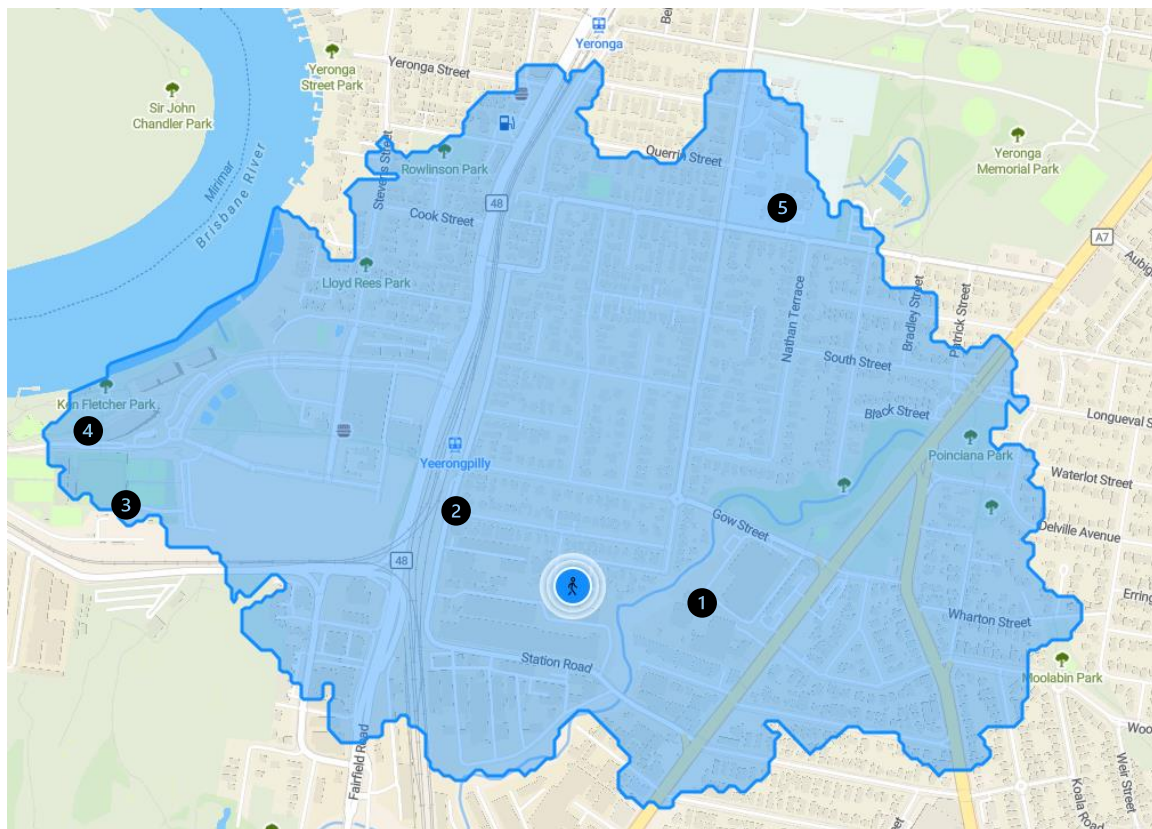 Yeronga
Yeronga Street
Yeronga
Street Park
Sir John
Chandler Park
Yeronga
Memorial Park
Querrin Street
Rowlinson Park
Stevens Street
Mirimar
Brisbane River
48
5
Cook Street
A7
Lloyd Rees Park
Nathan Terrace
Bradley Street
Patrick Street
South Street
Ken Fletcher Park
Black Street
Longueval S
4
Yeerongpilly
Poinciana Park
Waterlot Street
3
2
Gow Street
Delville Avenue
48
1
Erring
Wharton Street
Station Road
Moolabin Park
Fairfield Road
Woo
Weir Street
Koala Road